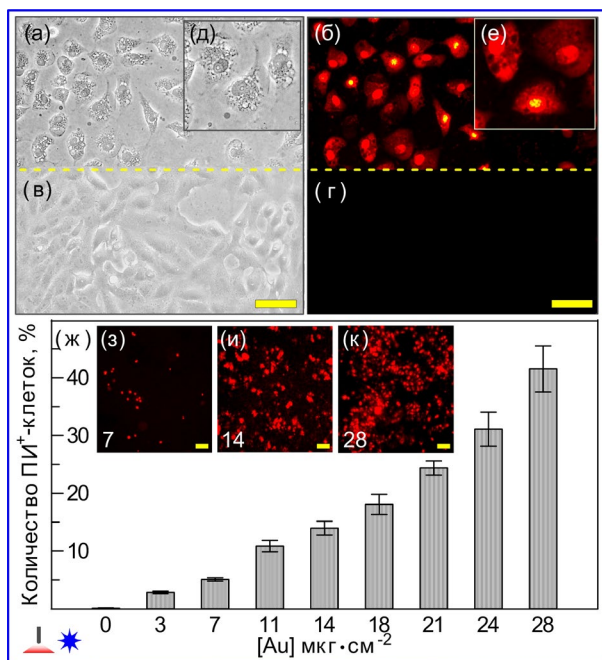 (а)
(д)
(б)
(е)
(в)
(г)
Количество ПИ⁺-клеток, %
(ж)
(з)
(и)
(к)
7
14
28
40
30
20
10
0
3
7
11
14
18
21
24
28
[Au] мкг·см⁻²